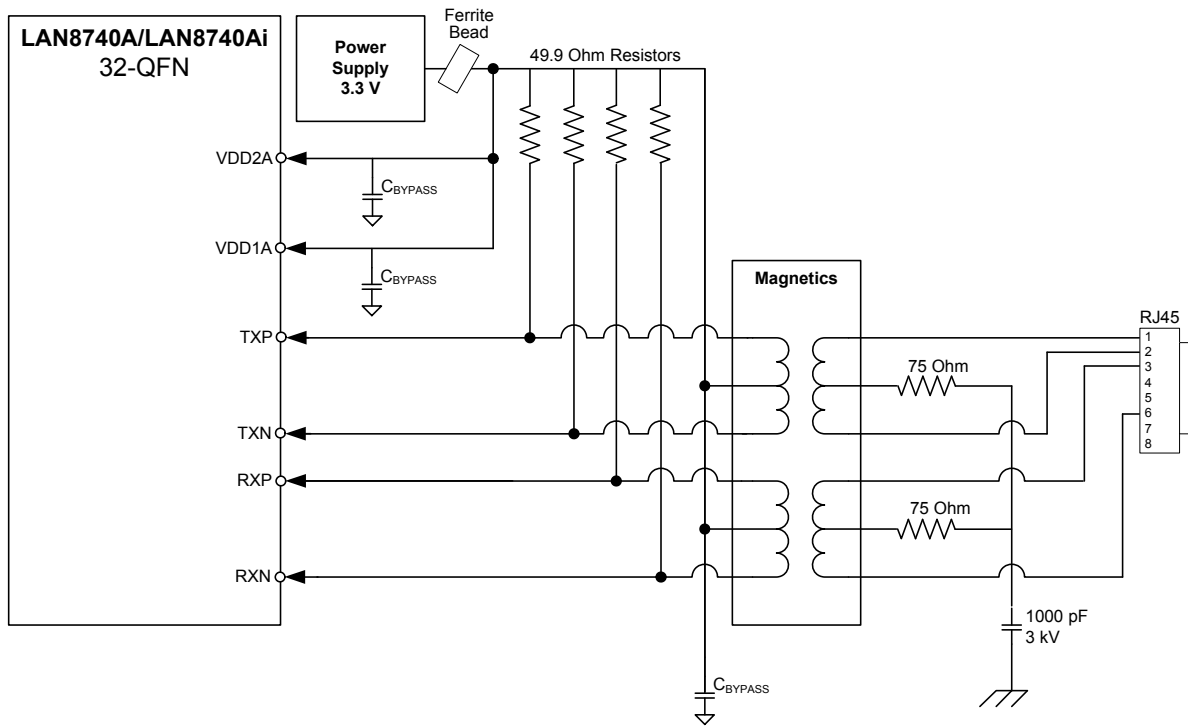 LAN8740A/LAN8740Ai
32-QFN
Power
Supply
3.3 V
Ferrite
Bead
49.9 Ohm Resistors
VDD2A
CBYPASS
VDD1A
CBYPASS
Magnetics
TXP
TXN
RXP
RXN
75 Ohm
75 Ohm
RJ45
1
2
3
4
5
6
7
8
1000 pF
3 kV
CBYPASS